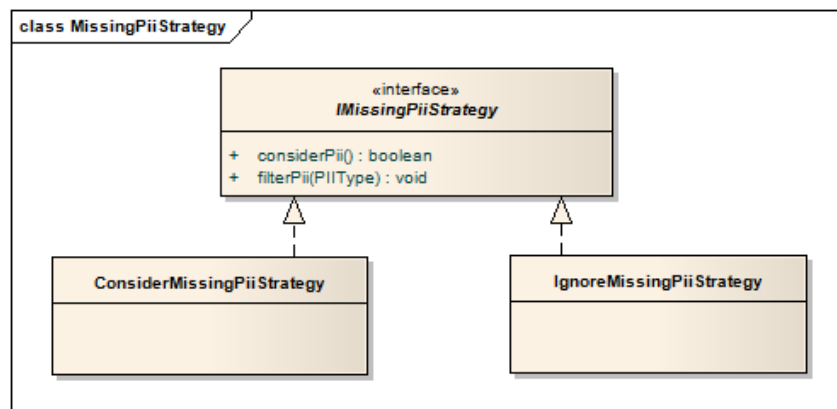 class MissingPiiStrategy
«interface»
IMissingPiiStrategy
+ considerPii() : boolean
+ filterPii(PIIType) : void
ConsiderMissingPiiStrategy
IgnoreMissingPiiStrategy